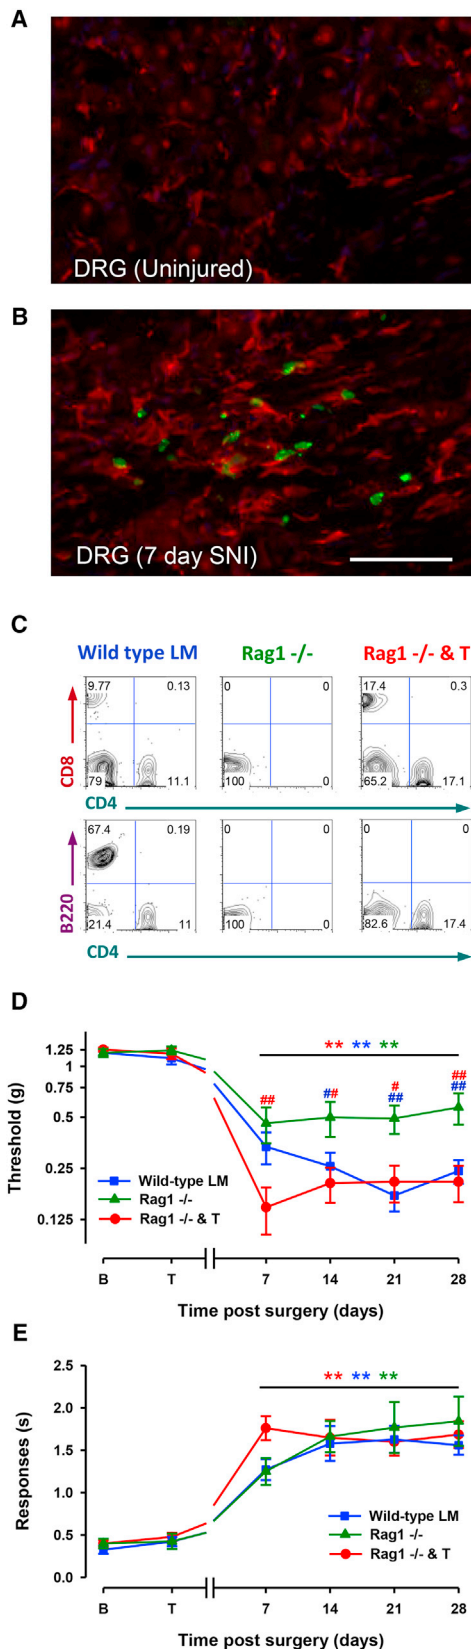 A
DRG (Uninjured)
B
DRG (7 day SNI)
C
Wild type LM Rag1 -/- Rag1 -/- & T
9.77 0.13 0 0 17.4 0.3
CD8
79 11.1 100 0 65.2 17.1
CD4
67.4 0.19 0 0 0 0
B220
21.4 11 100 0 82.6 17.4
CD4
D
** ** **
1.25
1
0.75
0.5
0.25
0.125
Threshold (g)
## ## # ##
## ##
Wild-type LM
Rag1 -/-
Rag1 -/- & T
B T 7 14 21 28
Time post surgery (days)
E
** ** **
2.5
2.0
1.5
1.0
0.5
0.0
Responses (s)
Wild-type LM
Rag1 -/-
Rag1 -/- & T
B T 7 14 21 28
Time post surgery (days)